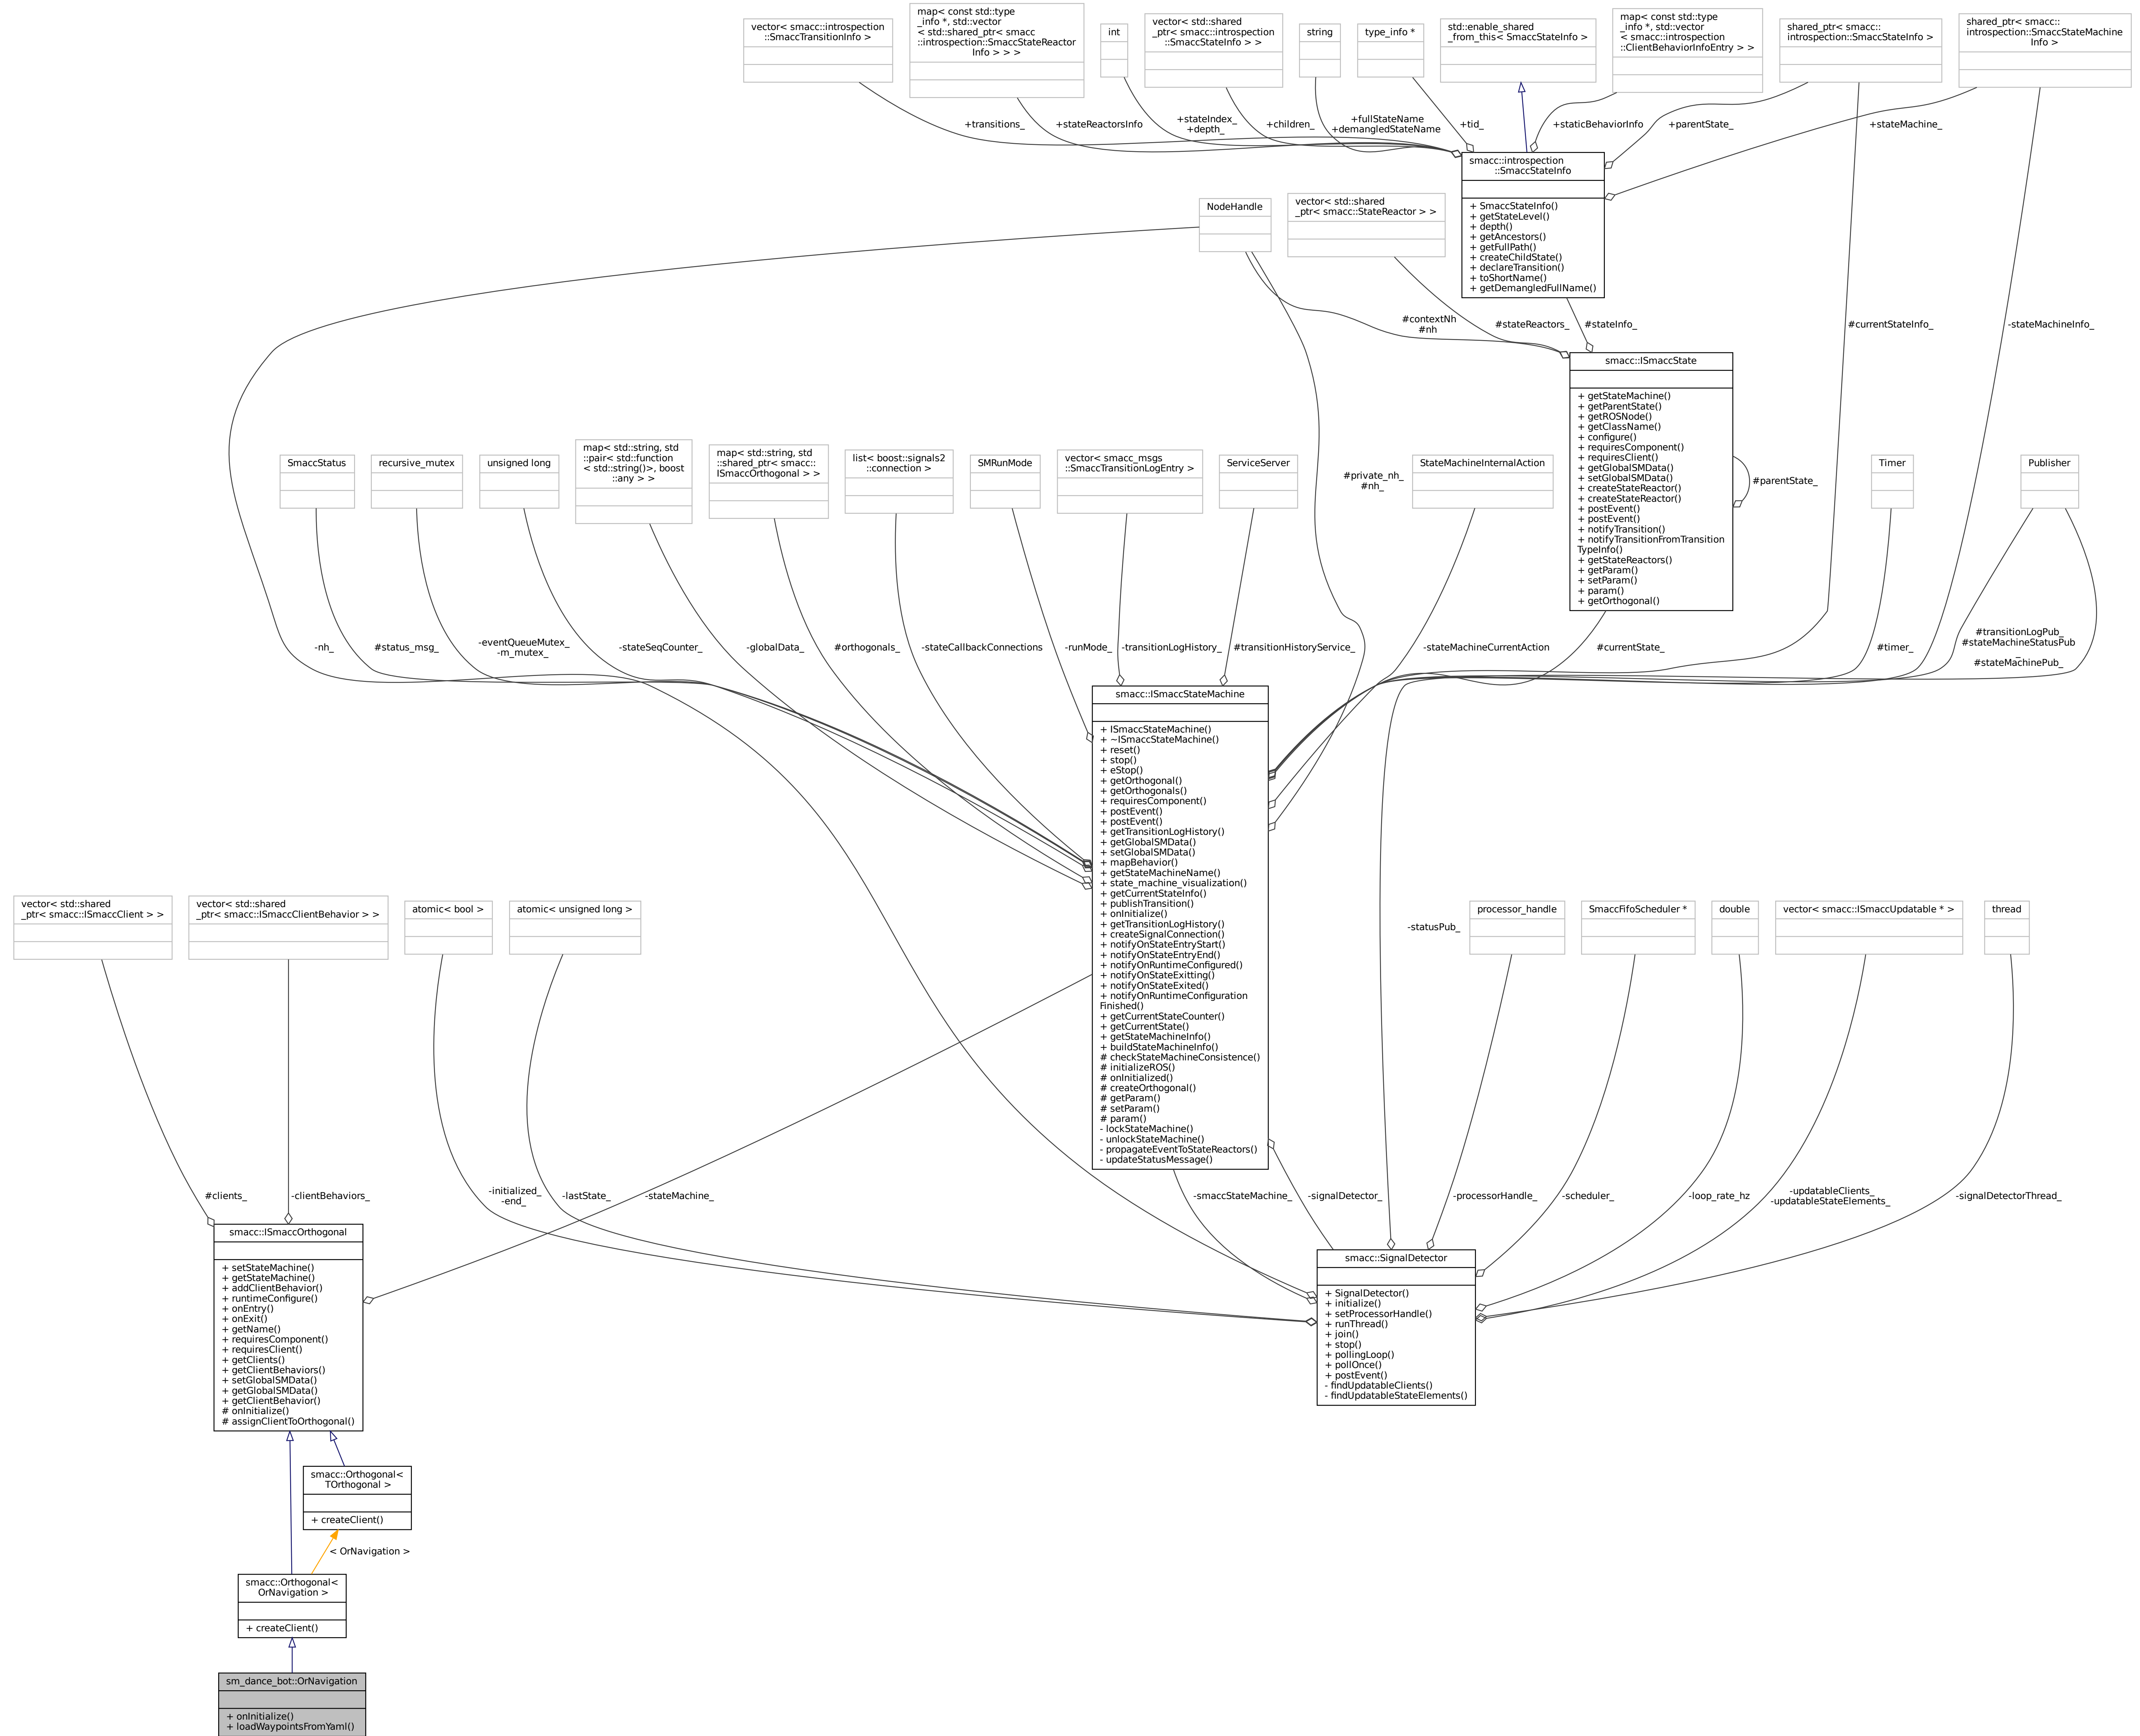 vector< smacc::introspection
::SmaccTransitionInfo >
map< const std::type
_info *, std::vector
< std::shared_ptr< smacc
::introspection::SmaccStateReactor
Info > > >
int
vector< std::shared
_ptr< smacc::introspection
::SmaccStateInfo > >
string
type_info *
std::enable_shared
_from_this< SmaccStateInfo >
map< const std::type
_info *, std::vector
< smacc::introspection
::ClientBehaviorInfoEntry > >
shared_ptr< smacc::
introspection::SmaccStateInfo >
shared_ptr< smacc::
introspection::SmaccStateMachine
Info >
+transitions_
+stateReactorsInfo
+stateIndex_
+depth_
+children_
+fullStateName
+demangledStateName
+tid_
+staticBehaviorInfo
+parentState_
+stateMachine_
smacc::introspection
::SmaccStateInfo
+ SmaccStateInfo()
+ getStateLevel()
+ depth()
+ getAncestors()
+ getFullPath()
+ createChildState()
+ declareTransition()
+ toShortName()
+ getDemangledFullName()
NodeHandle
vector< std::shared
_ptr< smacc::StateReactor > >
#contextNh
#nh
#stateReactors_
#stateInfo_
#currentStateInfo_
-stateMachineInfo_
smacc::ISmaccState
+ getStateMachine()
+ getParentState()
+ getROSNode()
+ getClassName()
+ configure()
+ requiresComponent()
+ requiresClient()
+ getGlobalSMData()
+ setGlobalSMData()
+ createStateReactor()
+ createStateReactor()
+ postEvent()
+ postEvent()
+ notifyTransition()
+ notifyTransitionFromTransition
TypeInfo()
+ getStateReactors()
+ getParam()
+ setParam()
+ param()
+ getOrthogonal()
#parentState_
SmaccStatus
recursive_mutex
unsigned long
map< std::string, std
::pair< std::function
< std::string()>, boost
::any > >
map< std::string, std
::shared_ptr< smacc::
ISmaccOrthogonal > >
list< boost::signals2
::connection >
SMRunMode
vector< smacc_msgs
::SmaccTransitionLogEntry >
ServiceServer
#private_nh_
#nh_
StateMachineInternalAction
Timer
Publisher
-nh_
#status_msg_
-eventQueueMutex_
-m_mutex_
-stateSeqCounter_
-globalData_
#orthogonals_
-stateCallbackConnections
-runMode_
-transitionLogHistory_
#transitionHistoryService_
-stateMachineCurrentAction
#currentState_
#timer_
#transitionLogPub_
#stateMachineStatusPub
_
#stateMachinePub_
smacc::ISmaccStateMachine
+ ISmaccStateMachine()
+ ~ISmaccStateMachine()
+ reset()
+ stop()
+ eStop()
+ getOrthogonal()
+ getOrthogonals()
+ requiresComponent()
+ postEvent()
+ postEvent()
+ getTransitionLogHistory()
+ getGlobalSMData()
+ setGlobalSMData()
+ mapBehavior()
+ getStateMachineName()
+ state_machine_visualization()
+ getCurrentStateInfo()
+ publishTransition()
+ onInitialize()
+ getTransitionLogHistory()
+ createSignalConnection()
+ notifyOnStateEntryStart()
+ notifyOnStateEntryEnd()
+ notifyOnRuntimeConfigured()
+ notifyOnStateExitting()
+ notifyOnStateExited()
+ notifyOnRuntimeConfiguration
Finished()
+ getCurrentStateCounter()
+ getCurrentState()
+ getStateMachineInfo()
+ buildStateMachineInfo()
# checkStateMachineConsistence()
# initializeROS()
# onInitialized()
# createOrthogonal()
# getParam()
# setParam()
# param()
- lockStateMachine()
- unlockStateMachine()
- propagateEventToStateReactors()
- updateStatusMessage()
vector< std::shared
_ptr< smacc::ISmaccClient > >
vector< std::shared
_ptr< smacc::ISmaccClientBehavior > >
atomic< bool >
atomic< unsigned long >
-statusPub_
processor_handle
SmaccFifoScheduler *
double
vector< smacc::ISmaccUpdatable * >
thread
#clients_
-clientBehaviors_
-initialized_
-end_
-lastState_
-stateMachine_
-smaccStateMachine_
-signalDetector_
-processorHandle_
-scheduler_
-loop_rate_hz
-updatableClients_
-updatableStateElements_
-signalDetectorThread_
smacc::ISmaccOrthogonal
+ setStateMachine()
+ getStateMachine()
+ addClientBehavior()
+ runtimeConfigure()
+ onEntry()
+ onExit()
+ getName()
+ requiresComponent()
+ requiresClient()
+ getClients()
+ getClientBehaviors()
+ setGlobalSMData()
+ getGlobalSMData()
+ getClientBehavior()
# onInitialize()
# assignClientToOrthogonal()
smacc::SignalDetector
+ SignalDetector()
+ initialize()
+ setProcessorHandle()
+ runThread()
+ join()
+ stop()
+ pollingLoop()
+ pollOnce()
+ postEvent()
- findUpdatableClients()
- findUpdatableStateElements()
smacc::Orthogonal<
TOrthogonal >
+ createClient()
< OrNavigation >
smacc::Orthogonal<
OrNavigation >
+ createClient()
sm_dance_bot::OrNavigation
+ onInitialize()
+ loadWaypointsFromYaml()